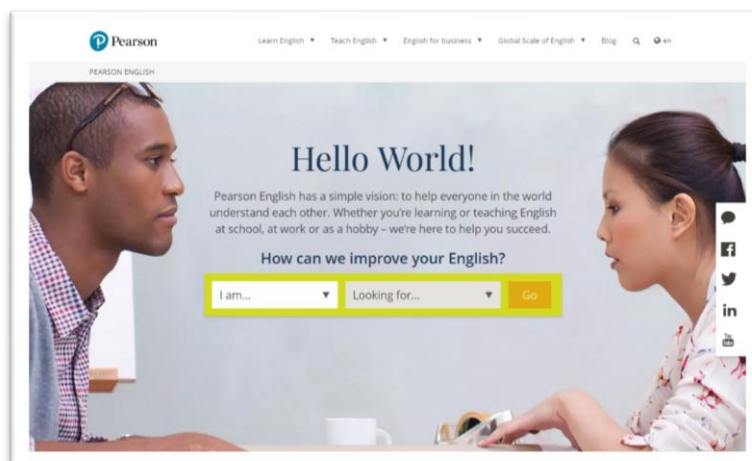 Pearson
Learn English ▼ Teach English ▼ English for business ▼ Global Scale of English ▼ Blog en
PEARSON ENGLISH
Hello World!
Pearson English has a simple vision: to help everyone in the world
understand each other. Whether you're learning or teaching English
at school, at work or as a hobby – we're here to help you succeed.
How can we improve your English?
I am... ▼ Looking for... ▼ Go
in
You Tube